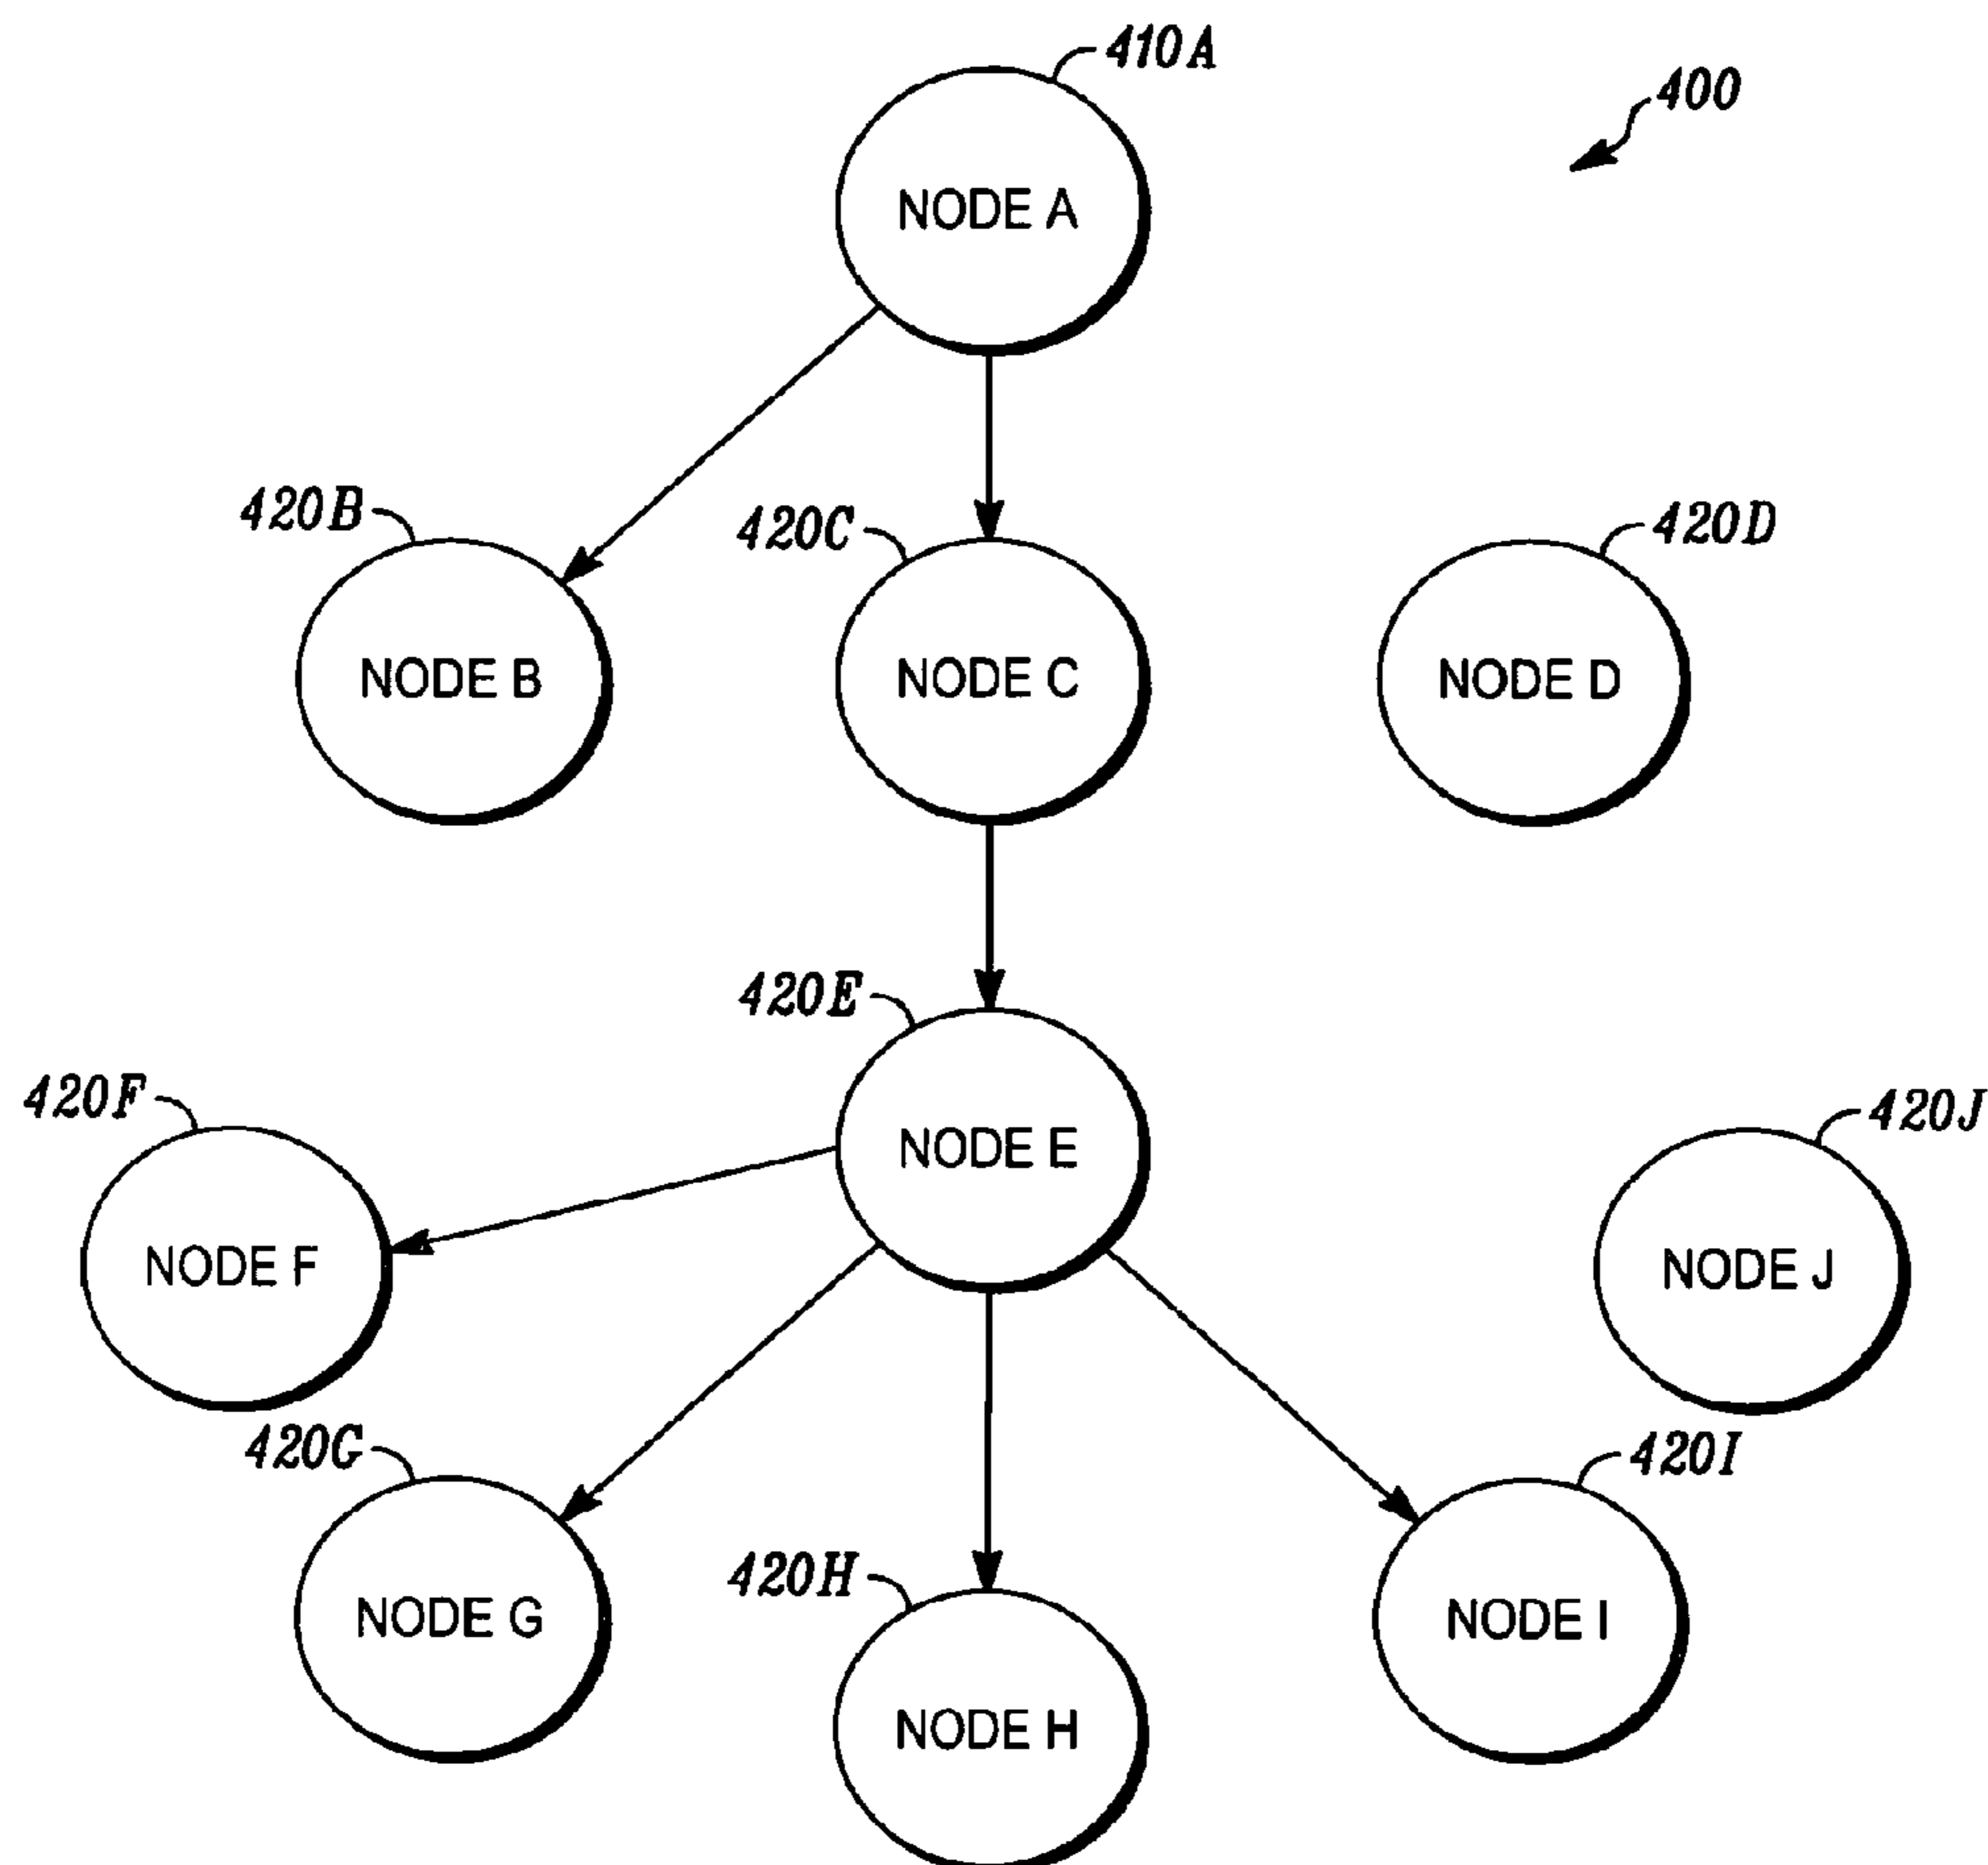 410A
400
NODE A
420B
420C
420D
NODE B
NODE C
NODE D
420E
420F
420J
NODE E
NODE F
NODE J
420G
420I
420H
NODE G
NODE I
NODE H